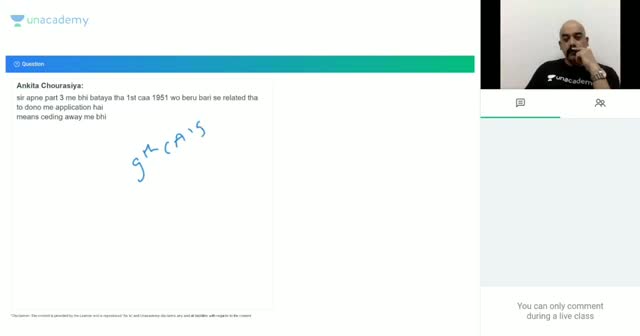 unacademy
Question
Ankita Chourasiya:
sir apne part 3 me bhi bataya tha 1st caa 1951 wo beru bari se related tha
to dono me application hai
means ceding away me bhi
9th CA's
unacademy
You can only comment
during a live class